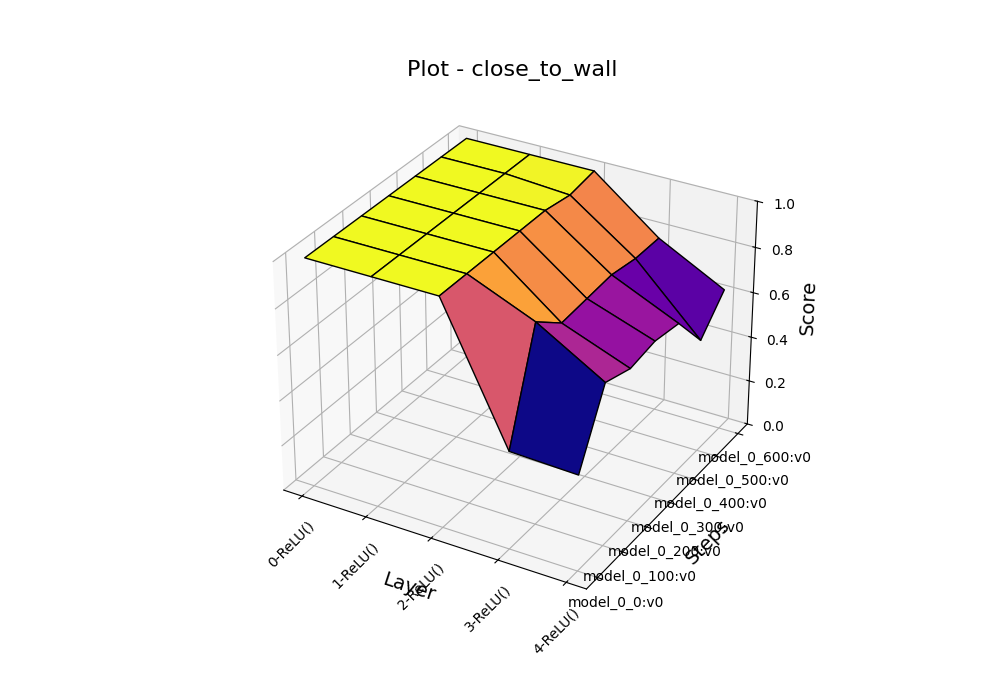 Plot - close_to_wall
1.0
0.8
0.6
0.4
0.2
0.0
Score
model_0_600:v0
model_0_500:v0
model_0_400:v0
model_0_300:v0
model_0_200:v0
model_0_100:v0
model_0_0:v0
Steps
0-ReLU()
1-ReLU()
2-ReLU()
3-ReLU()
4-ReLU()
Layer